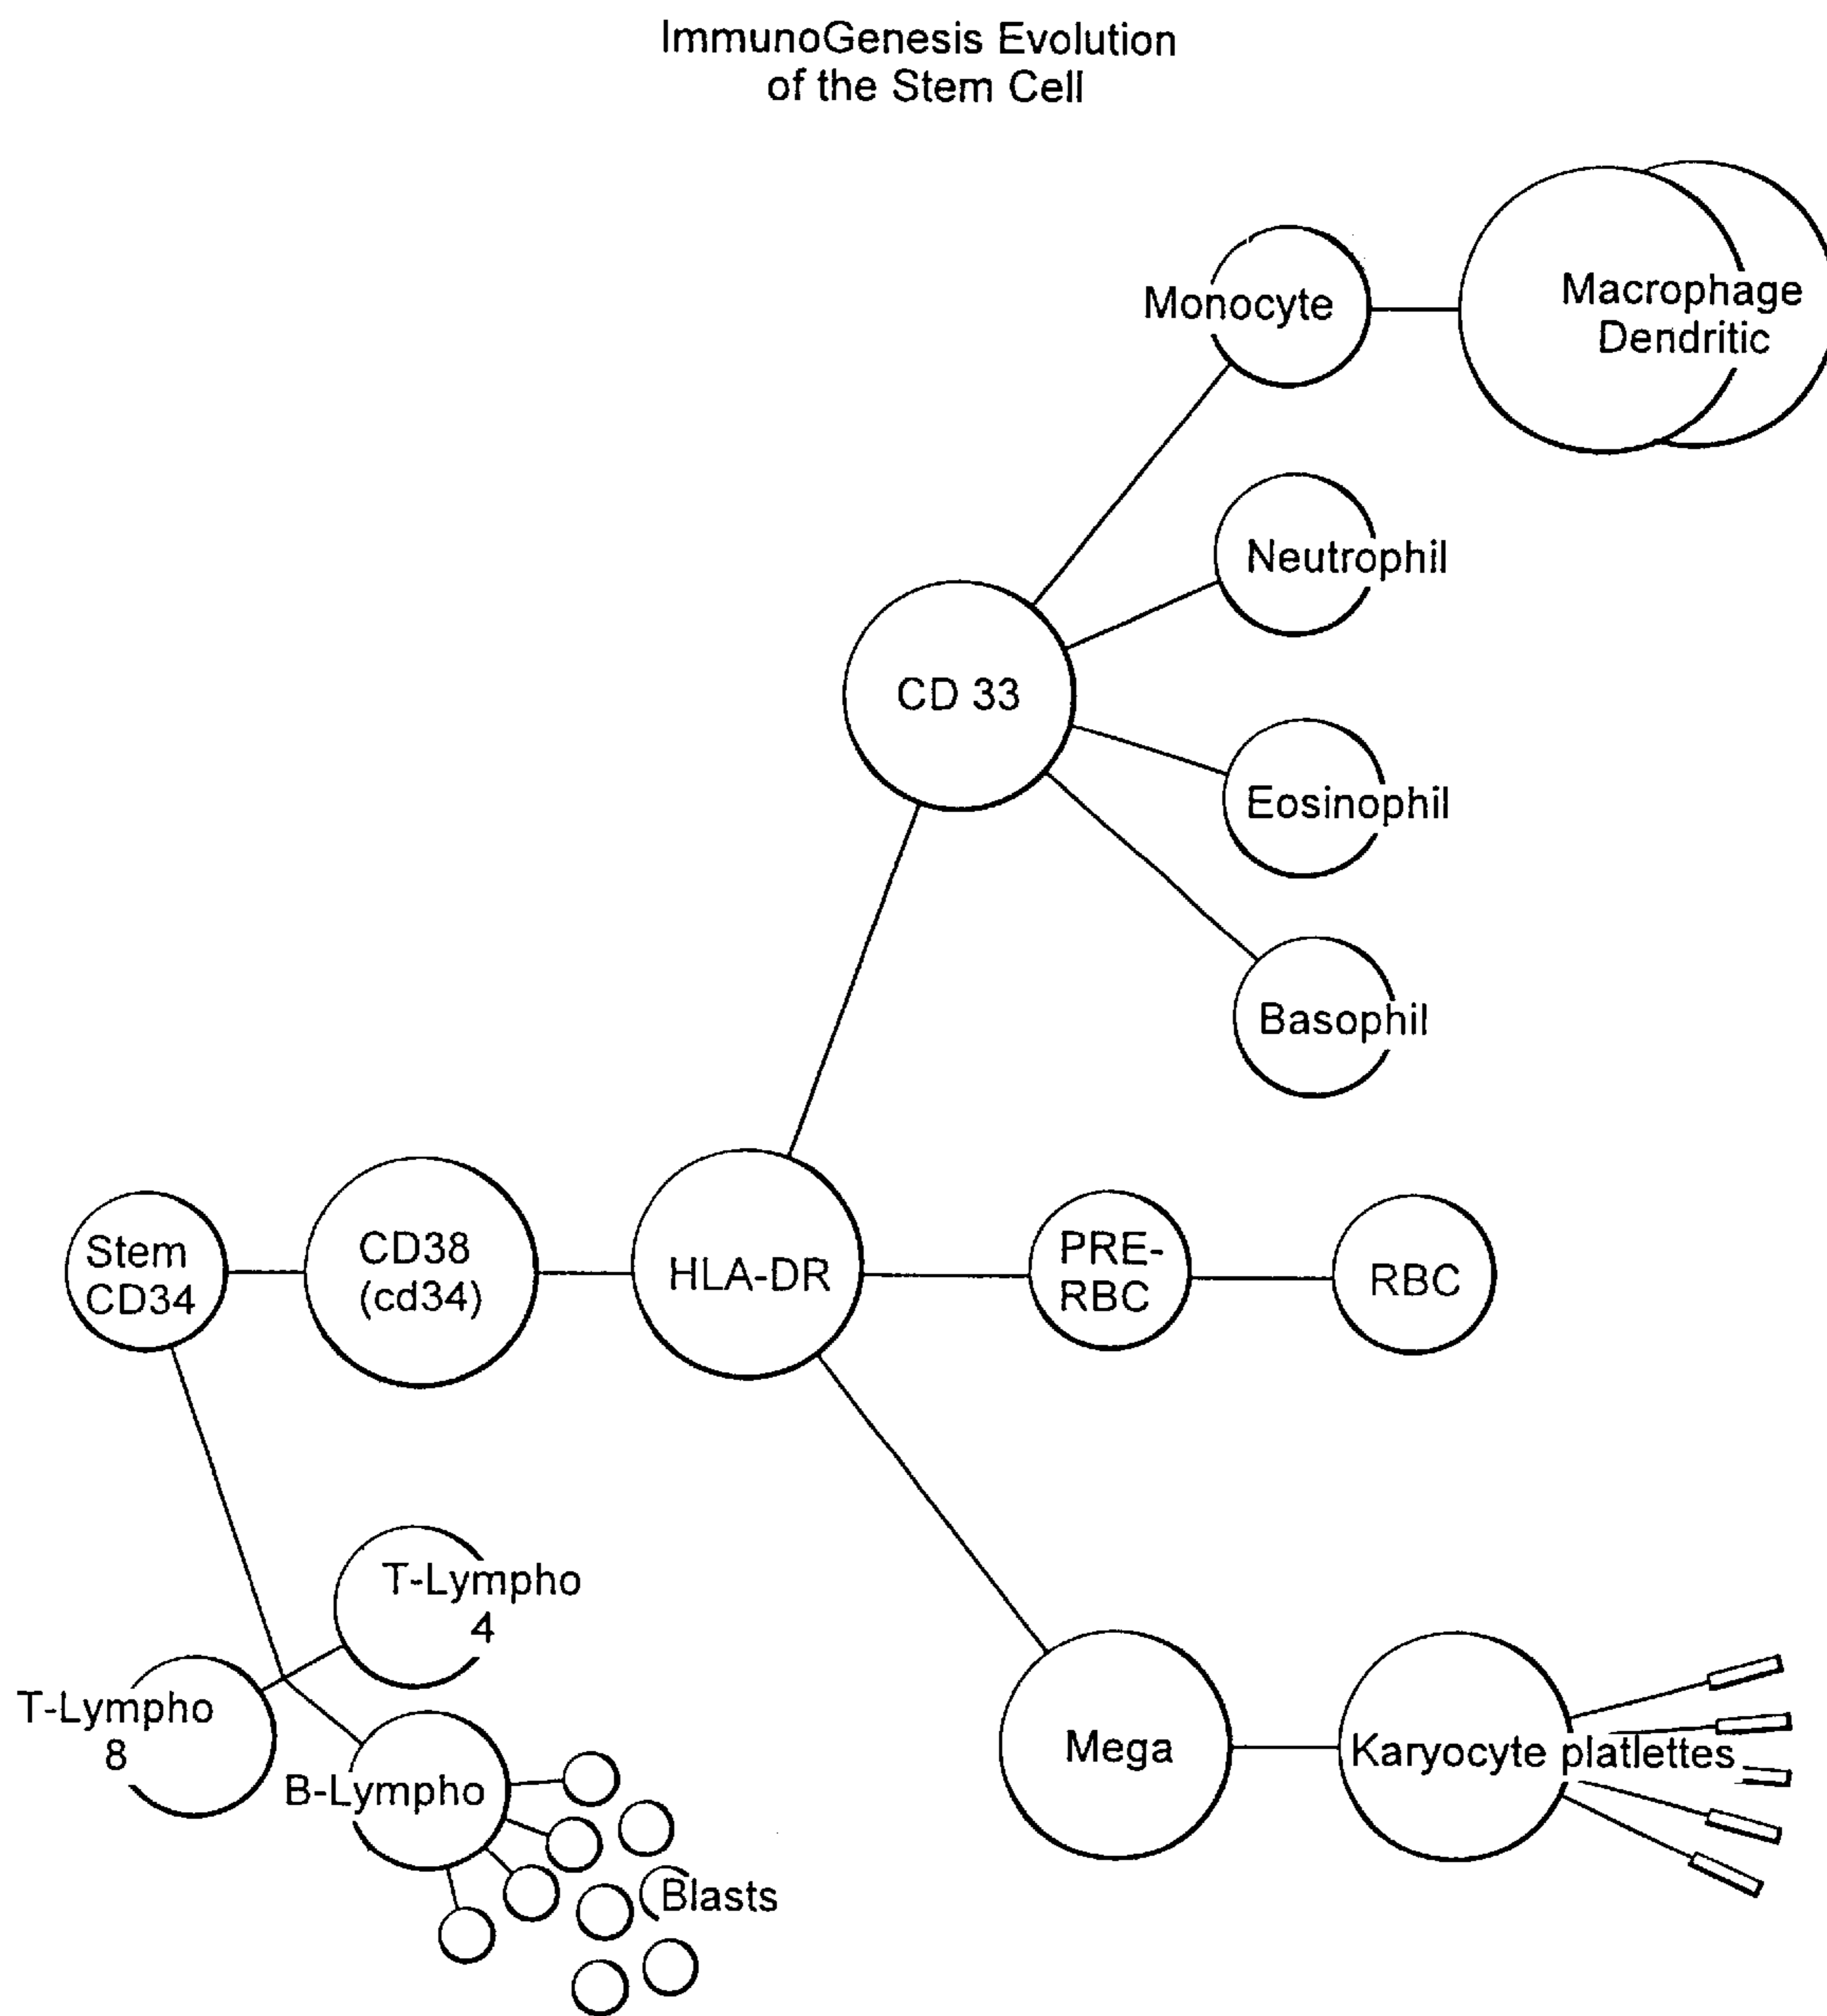 ImmunoGenesis Evolution
of the Stem Cell
Monocyte
Macrophage
Dendritic
Neutrophil
CD 33
Eosinophil
Basophil
Stem
CD34
CD38
(cd34)
HLA-DR
PRE-
RBC
RBC
T-Lympho
4
T-Lympho
8
B-Lympho
Blasts
Mega
Karyocyte platlettes